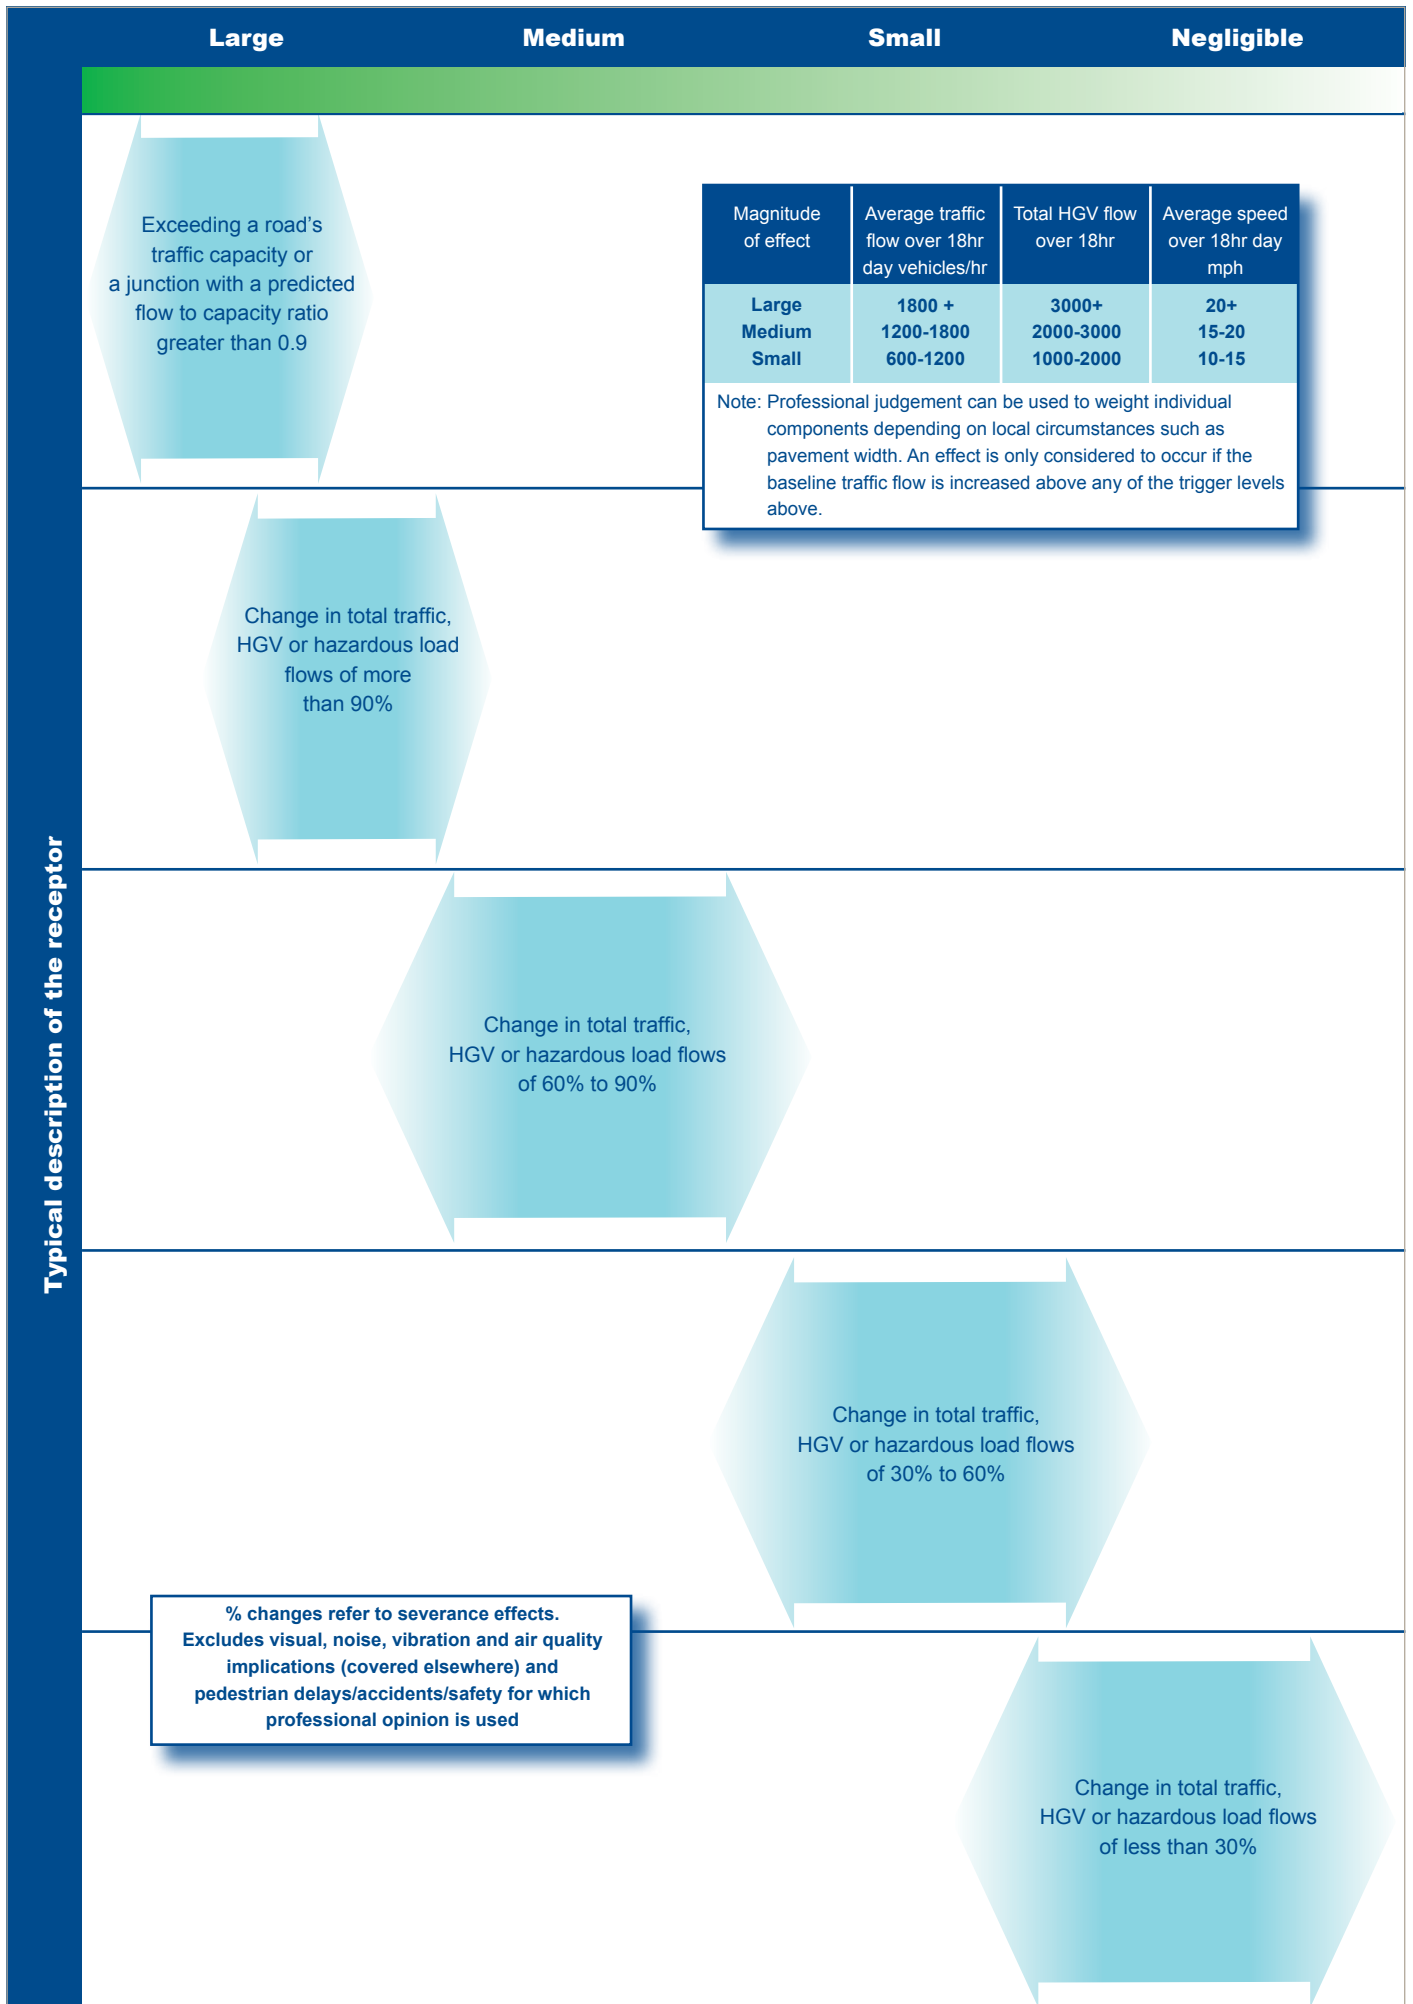 Large Medium Small Negligible
Typical description of the receptor
Exceeding a road's
traffic capacity or
a junction with a predicted
flow to capacity ratio
greater than 0.9
Magnitude
of effect
Average traffic
flow over 18hr
day vehicles/hr
Total HGV flow
over 18hr
Average speed
over 18hr day
mph
Large 1800 + 3000+ 20+
Medium 1200-1800 2000-3000 15-20
Small 600-1200 1000-2000 10-15
Note: Professional judgement can be used to weight individual
components depending on local circumstances such as
pavement width. An effect is only considered to occur if the
baseline traffic flow is increased above any of the trigger levels
above.
Change in total traffic,
HGV or hazardous load
flows of more
than 90%
Change in total traffic,
HGV or hazardous load flows
of 60% to 90%
Change in total traffic,
HGV or hazardous load flows
of 30% to 60%
% changes refer to severance effects.
Excludes visual, noise, vibration and air quality
implications (covered elsewhere) and
pedestrian delays/accidents/safety for which
professional opinion is used
Change in total traffic,
HGV or hazardous load flows
of less than 30%